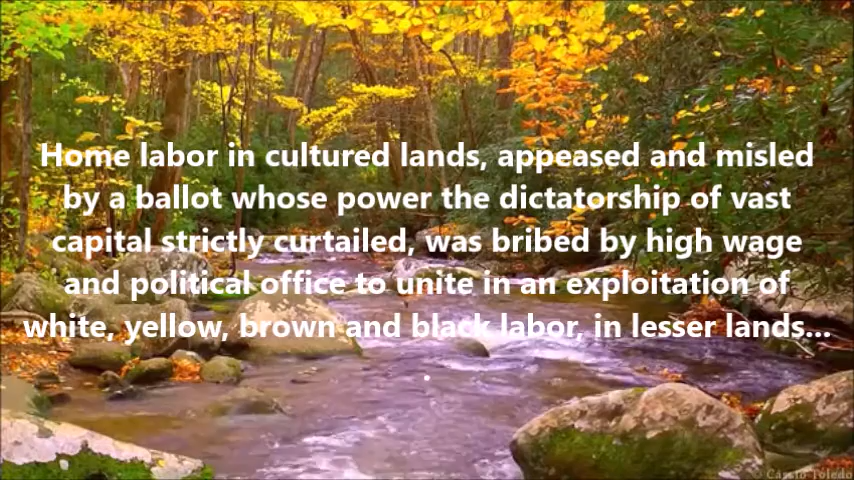 Home labor in cultured lands, appeased and misled
by a ballot whose power the dictatorship of vast
capital strictly curtailed, was bribed by high wage
and political office to unite in an exploitation of
white, yellow, brown and black labor, in lesser lands...
.
© Cássio Toledo